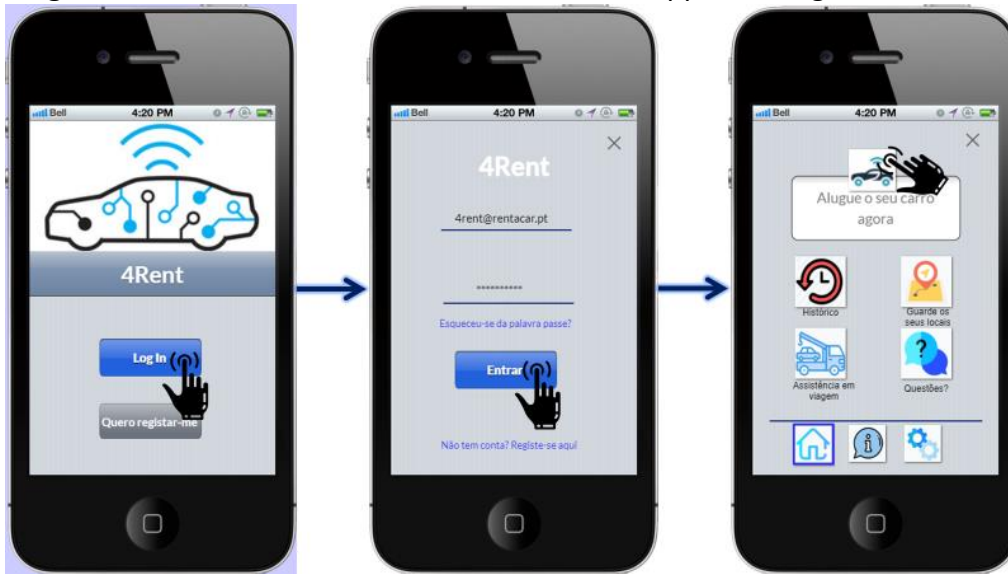 Bell 4:20 PM
4Rent
Log In
Quero registar-me
Bell 4:20 PM
4Rent
4rent@rentacar.pt
----------
Esqueceu-se da palavra passe?
Entrar
Não tem conta? Registe-se aqui
Bell 4:20 PM
Alugue o seu carro
agora
Histórico
Guarde os
seus locais
Assistência em
viagem
Questões?